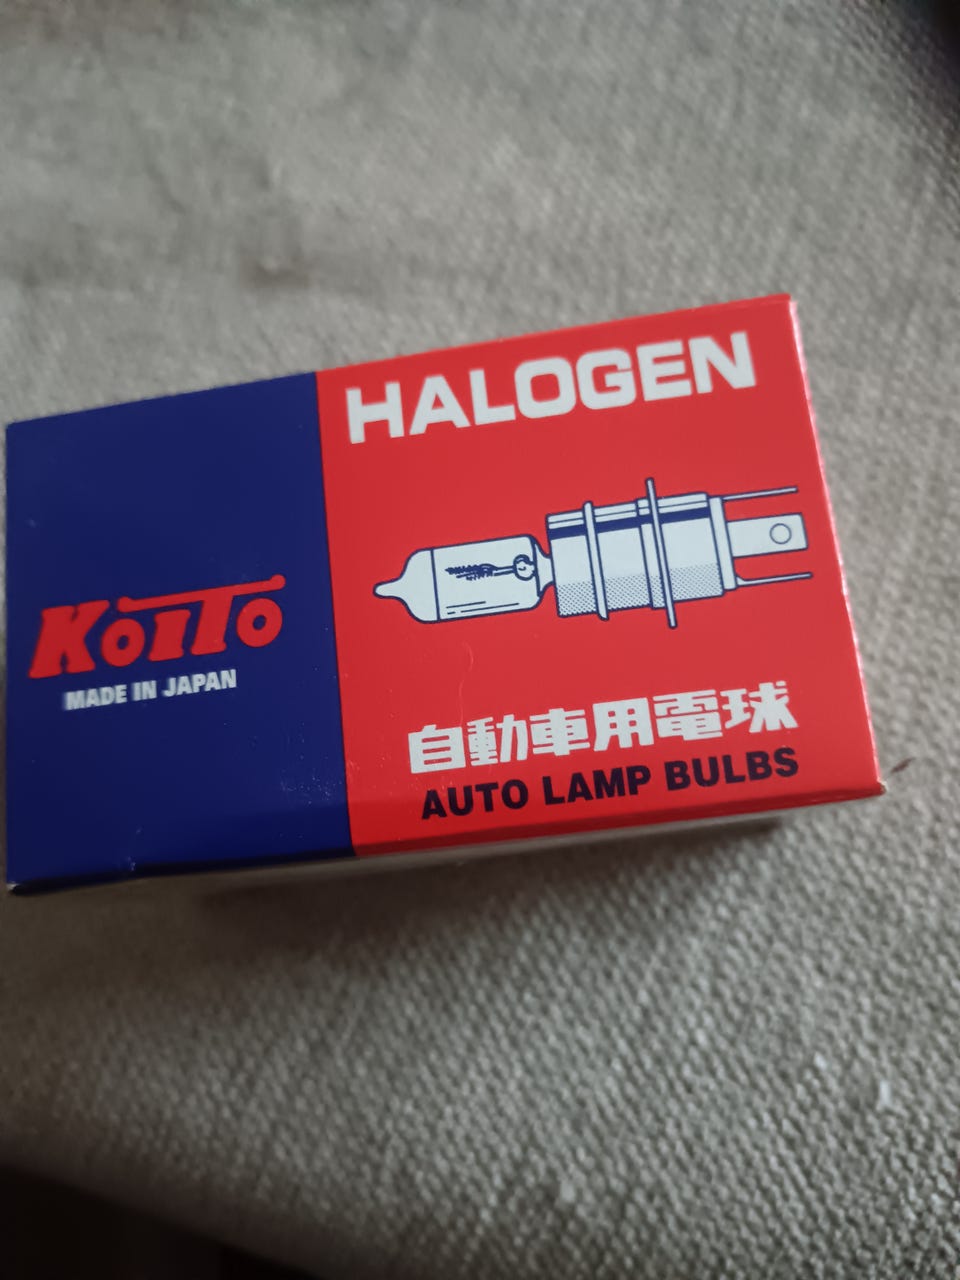 HALOGEN
KOITO
MADE IN JAPAN
自動車用電球
AUTO LAMP BULBS